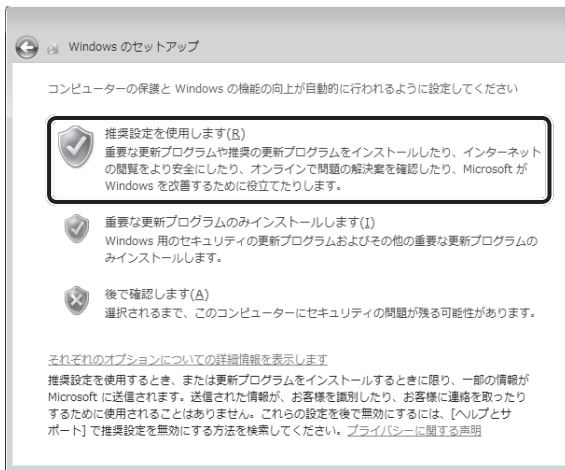 Windows のセットアップ
コンピューターの保護と Windows の機能の向上が自動的に行われるように設定してください
推奨設定を使用します(R)
重要な更新プログラムや推奨の更新プログラムをインストールしたり、インターネット
の閲覧をより安全にしたり、オンラインで問題の解決案を確認したり、Microsoft が
Windows を改善するために役立てたりします。
重要な更新プログラムのみインストールします(I)
Windows 用のセキュリティの更新プログラムおよびその他の重要な更新プログラムの
みインストールします。
後で確認します(A)
選択されるまで、このコンピューターにセキュリティの問題が残る可能性があります。
それぞれのオプションについての詳細情報を表示します
推奨設定を使用するとき、または更新プログラムをインストールするときに限り、一部の情報が
Microsoft に送信されます。送信された情報が、お客様を識別したり、お客様に連絡を取ったり
するために使用されることはありません。これらの設定を後で無効にするには、[ヘルプとサ
ポート] で推奨設定を無効にする方法を検索してください。プライバシーに関する声明